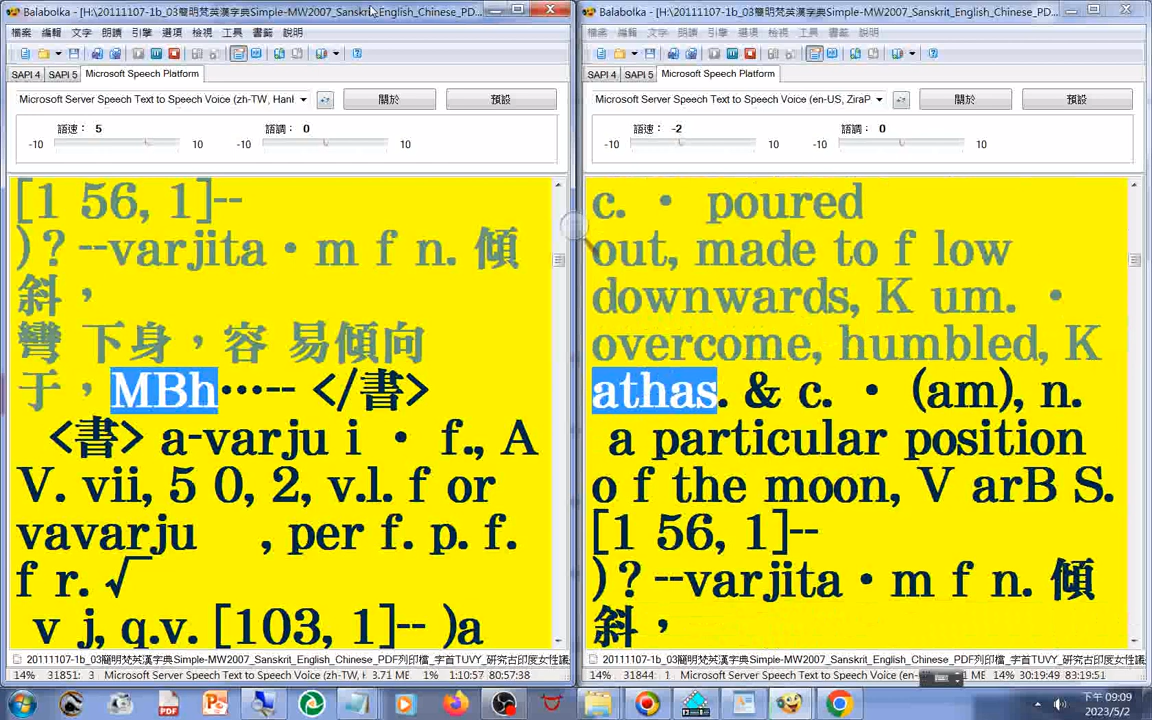 Balabolka - [H:\20111107-1b_03簡明梵英漢字典Simple-MW2007_Sanskrit_English_Chinese_PD...
檔案 編輯 文字 朗讀 引擎 選項 檢視 工具 書籤 說明
SAPI 4 SAPI 5 Microsoft Speech Platform
Microsoft Server Speech Text to Speech Voice (zh-TW, Hanl
關於
預設
語速： 5
語調： 0
-10 10 -10 10
[1 56, 1]--
)？--varjita・m f n. 傾
斜，
彎 下身，容 易傾向
于，MBh…-- </書>
<書> a-varju i ・ f., A
V. vii, 5 0, 2, v.l. f or
vavarju , per f. p. f.
f r. √
v j, q.v. [103, 1]-- )a
20111107-1b_03簡明梵英漢字典Simple-MW2007_Sanskrit_English_Chinese_PDF列印檔_字首TUVY_研究古印度女性議
14% 31851: 3 Microsoft Server Speech Text to Speech Voice (zh-TW, H 3.71 ME 1% 1:10:57 80:57:38
Balabolka - [H:\20111107-1b_03簡明梵英漢字典Simple-MW2007_Sanskrit_English_Chinese_PD...
檔案 編輯 文字 朗讀 引擎 選項 檢視 工具 書籤 說明
SAPI 4 SAPI 5 Microsoft Speech Platform
Microsoft Server Speech Text to Speech Voice (en-US, ZiraP
關於
預設
語速： -2
語調： 0
-10 10 -10 10
c. ・ poured
out, made to f low
downwards, K um. ・
overcome, humbled, K
athas. & c. ・ (am), n.
a particular position
o f the moon, V arB S.
[1 56, 1]--
)？--varjita・m f n. 傾
斜，
20111107-1b_03簡明梵英漢字典Simple-MW2007_Sanskrit_English_Chinese_PDF列印檔_字首TUVY_研究古印度女性議
14% 31844: 1 Microsoft Server Speech Text to Speech Voice (en-U 14% 30:19:49 83:19:51
下午 09:09
2023/5/2